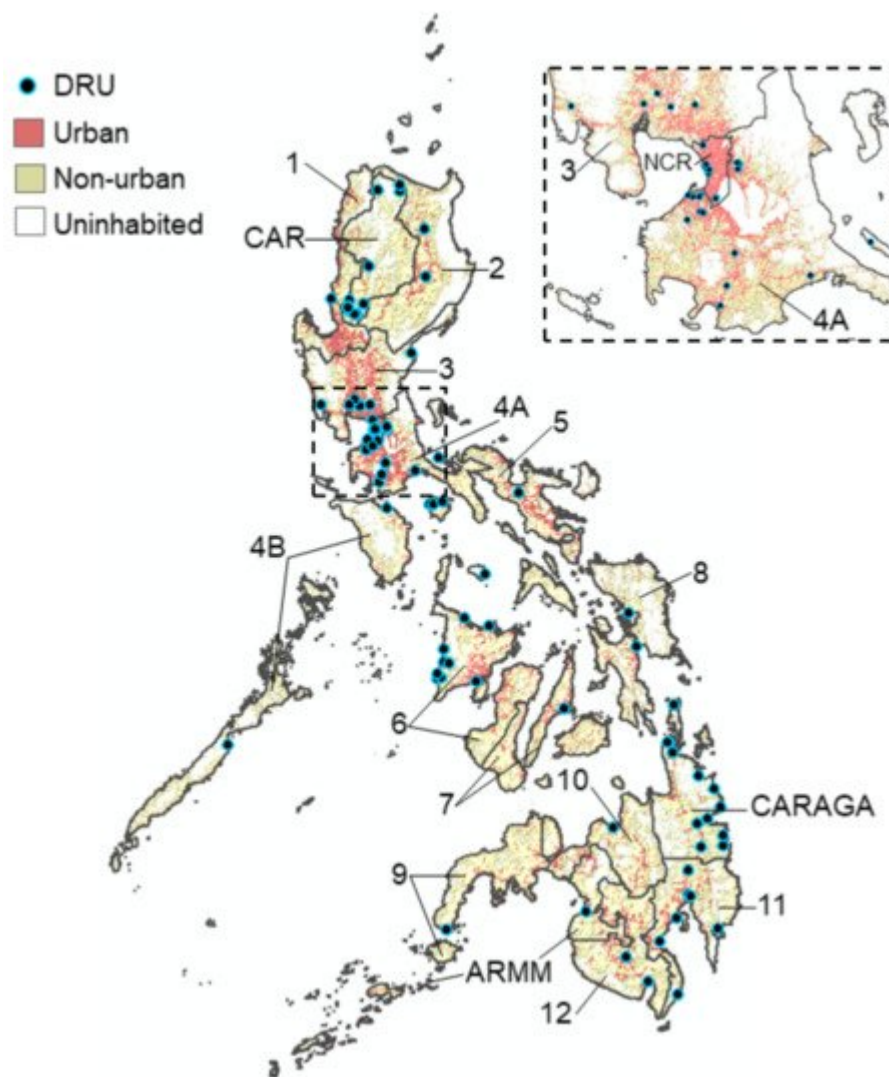 DRU
Urban
Non-urban
Uninhabited
3
NCR
4A
1
CAR
2
3
4A
5
4B
8
6
7
10
CARAGA
9
11
ARMM
12